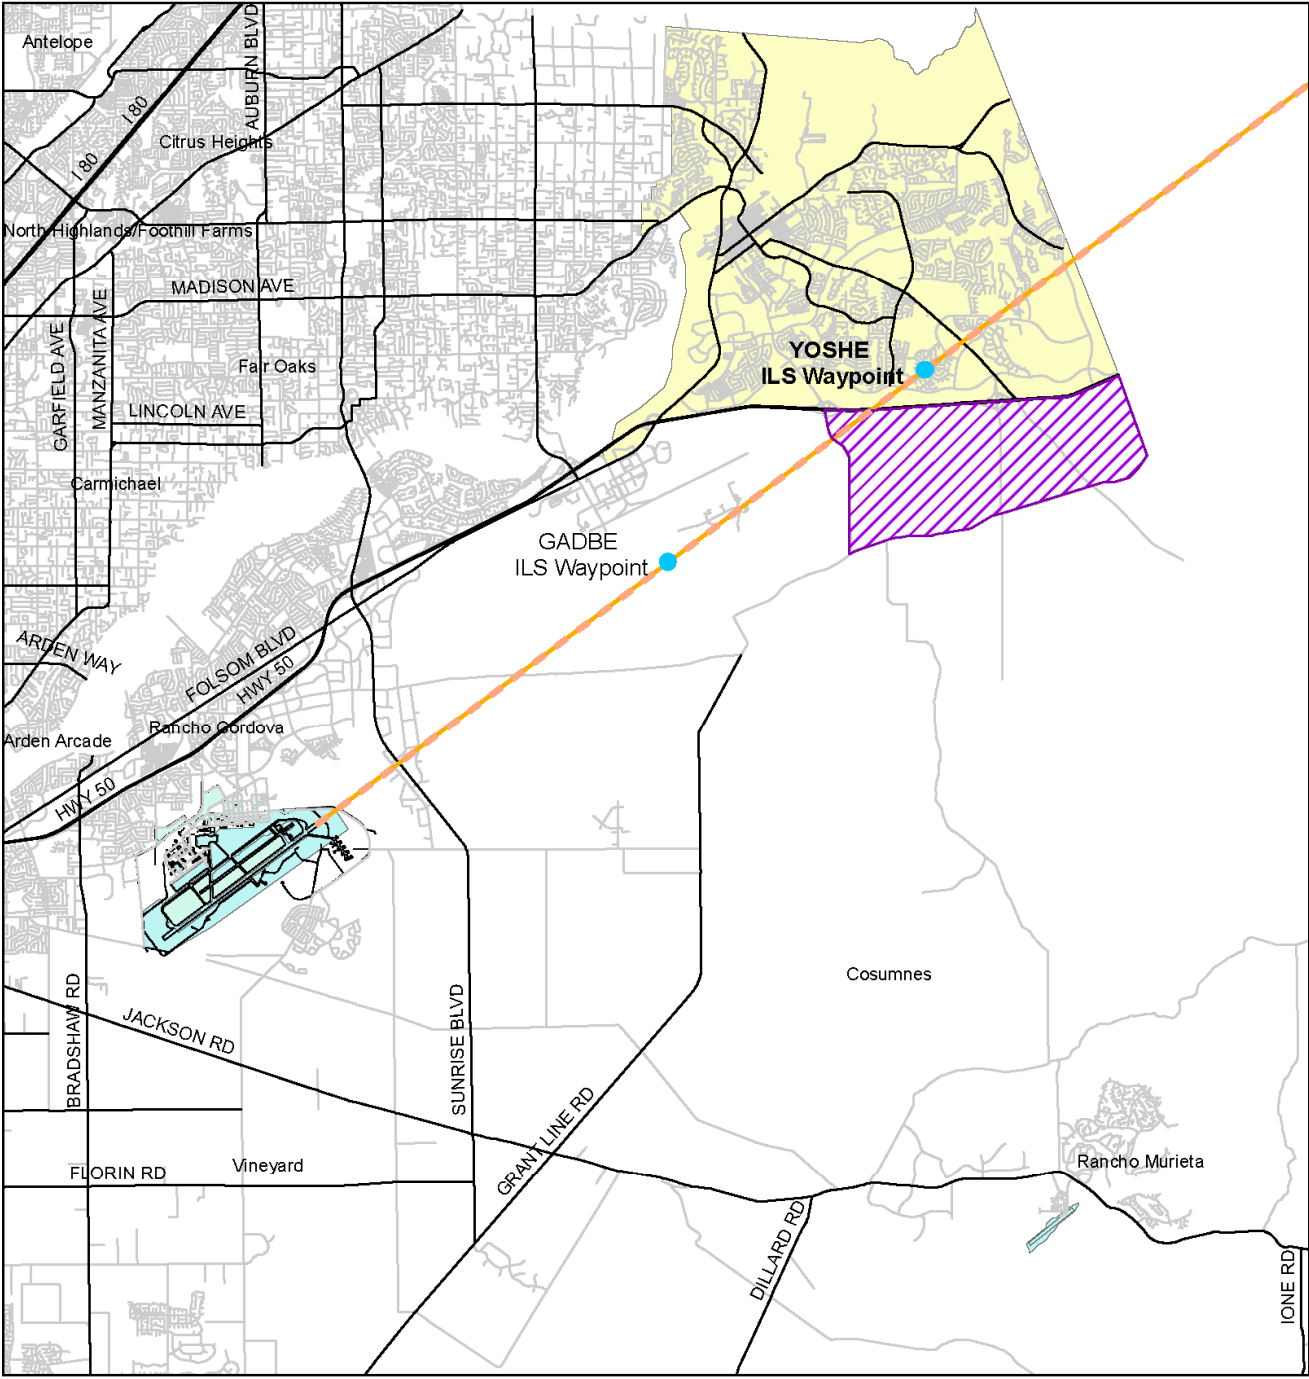 Antelope
AUBURN BLVD
I 80
I 80
Citrus Heights
North Highlands/Foothill Farms
MADISON AVE
GARFIELD AVE
MANZANITA AVE
Fair Oaks
LINCOLN AVE
YOSHE
ILS Waypoint
Carmichael
GADBE
ILS Waypoint
ARDEN WAY
FOLSOM BLVD
HWY 50
Rancho Cordova
Arden Arcade
HWY 50
Cosumnes
BRADSHAW RD
JACKSON RD
SUNRISE BLVD
GRANT LINE RD
FLORIN RD
Vineyard
Rancho Murieta
DILLARD RD
IONE RD